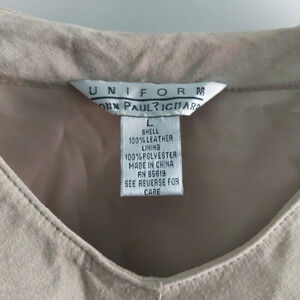 UNIFORM
JOHN PAUL RICHARD
L
SHELL
100% LEATHER
LINING
100% POLYESTER
MADE IN CHINA
RN 85619
SEE REVERSE FOR
CARE